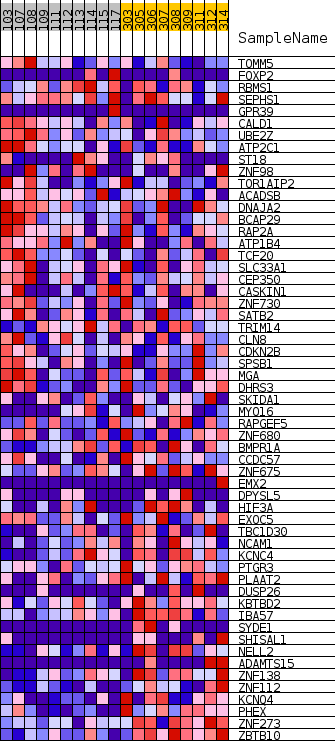 103 107 108 109 111 112 113 114 115 117 303 305 306 307 308 309 311 312 314
SampleName
TOMM5
FOXP2
RBMS1
SEPHS1
GPR39
CALD1
UBE2Z
ATP2C1
ST18
ZNF98
TOR1AIP2
ACADSB
DNAJA2
BCAP29
RAP2A
ATP1B4
TCF20
SLC33A1
CEP350
CASKIN1
ZNF730
SATB2
TRIM14
CLN8
CDKN2B
SPSB1
MGA
DHRS3
SKIDA1
MYO16
RAPGEF5
ZNF680
BMPR1A
CCDC57
ZNF675
EMX2
DPYSL5
HIF3A
EXOC5
TBC1D30
NCAM1
KCNC4
PTGR3
PLAAT2
DUSP26
KBTBD2
IBA57
SYDE1
SHISAL1
NELL2
ADAMTS15
ZNF138
ZNF112
KCNQ4
PHEX
ZNF273
ZBTB10